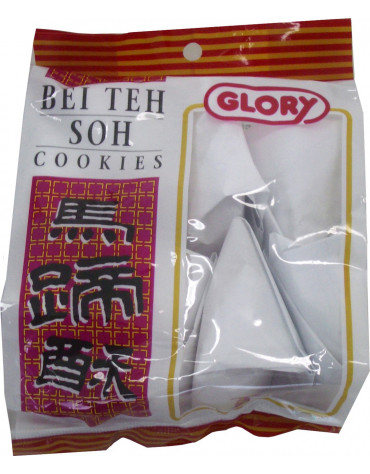 BEI TEH
SOH
COOKIES
GLORY
馬
蹄
酥